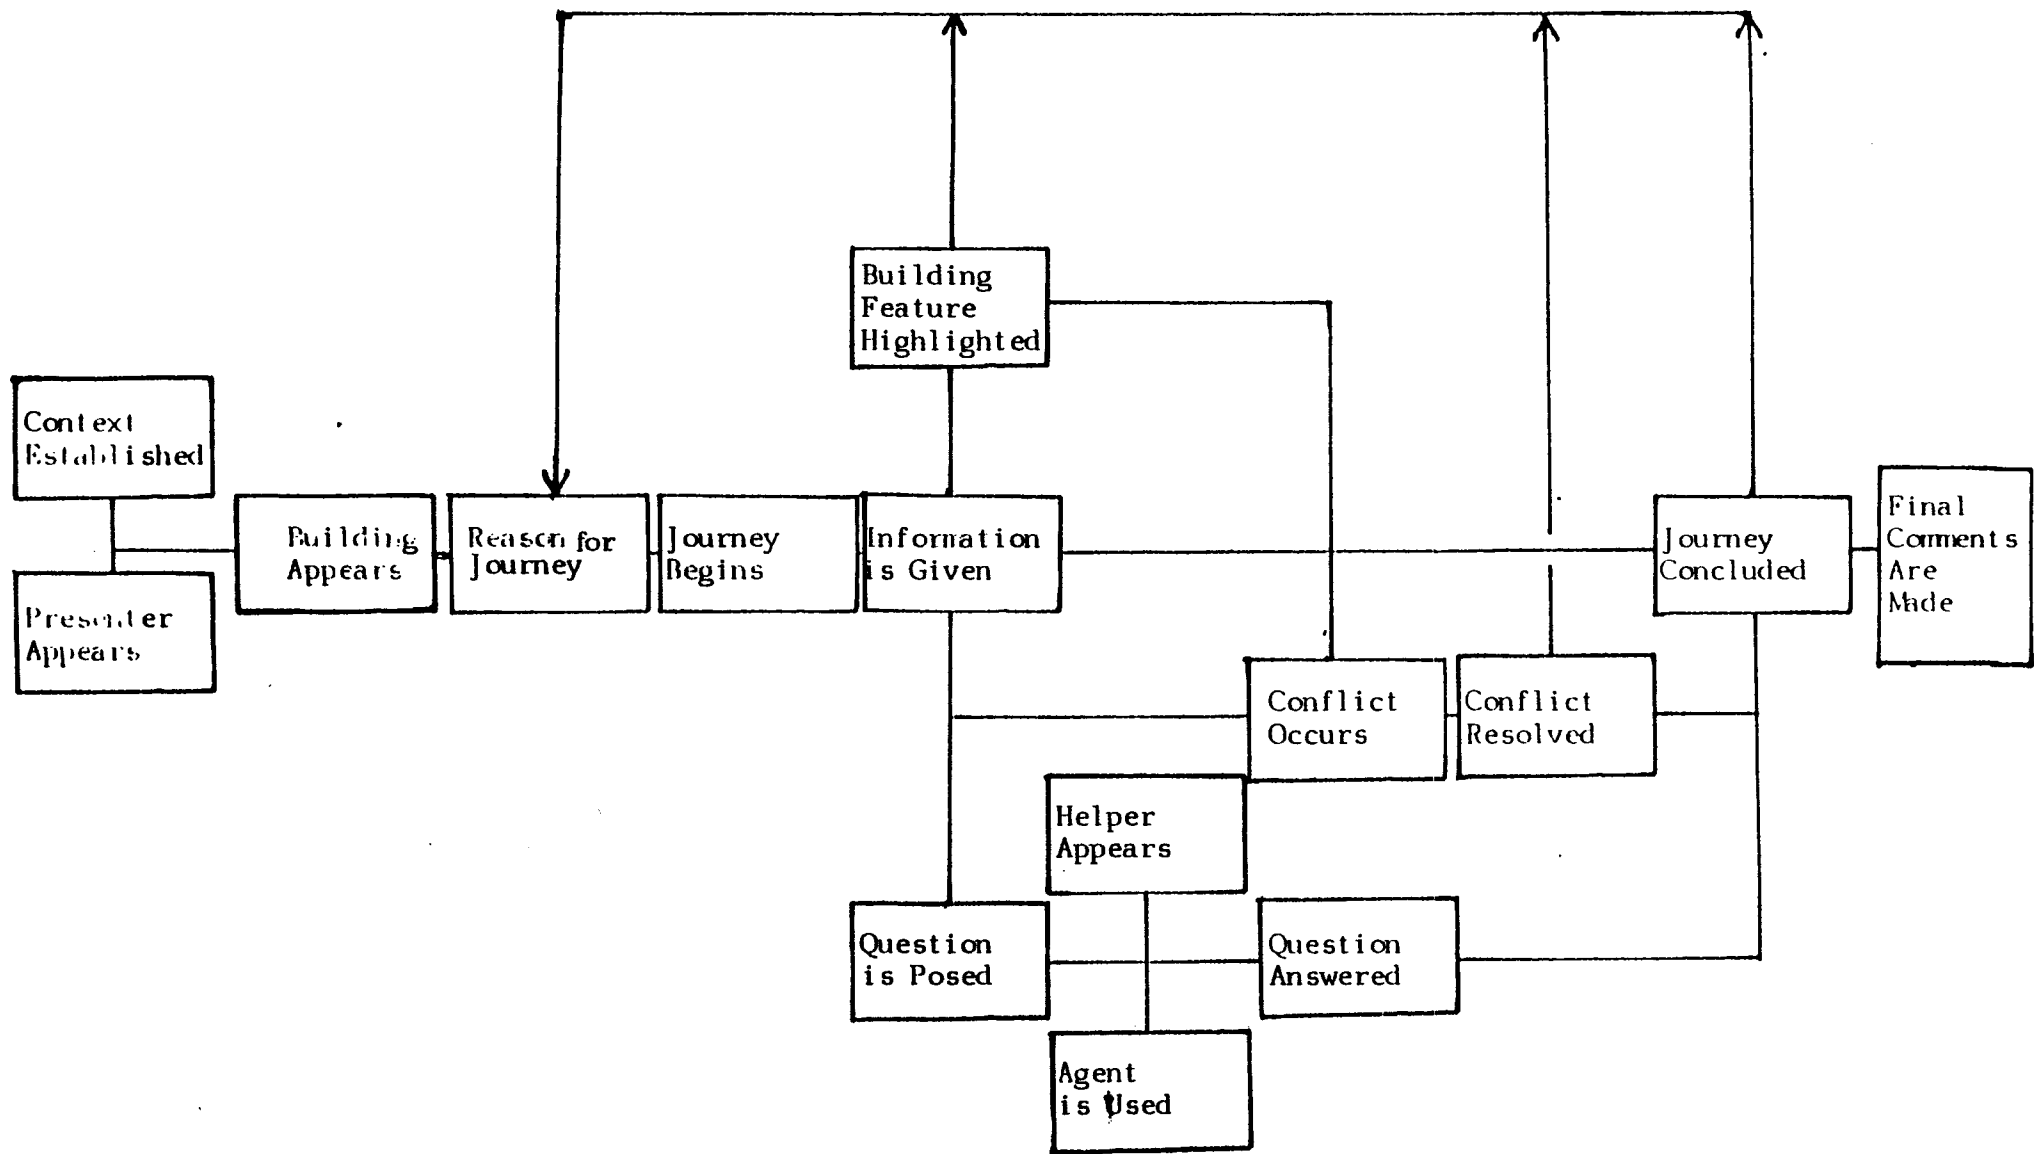 Building
Feature
Highlighted
Context
Established
Presenter
Appears
Building
Appears
Reason for
Journey
Journey
Begins
Information
is Given
Journey
Concluded
Final
Comments
Are
Made
Conflict
Occurs
Conflict
Resolved
Helper
Appears
Question
is Posed
Question
Answered
Agent
is Used